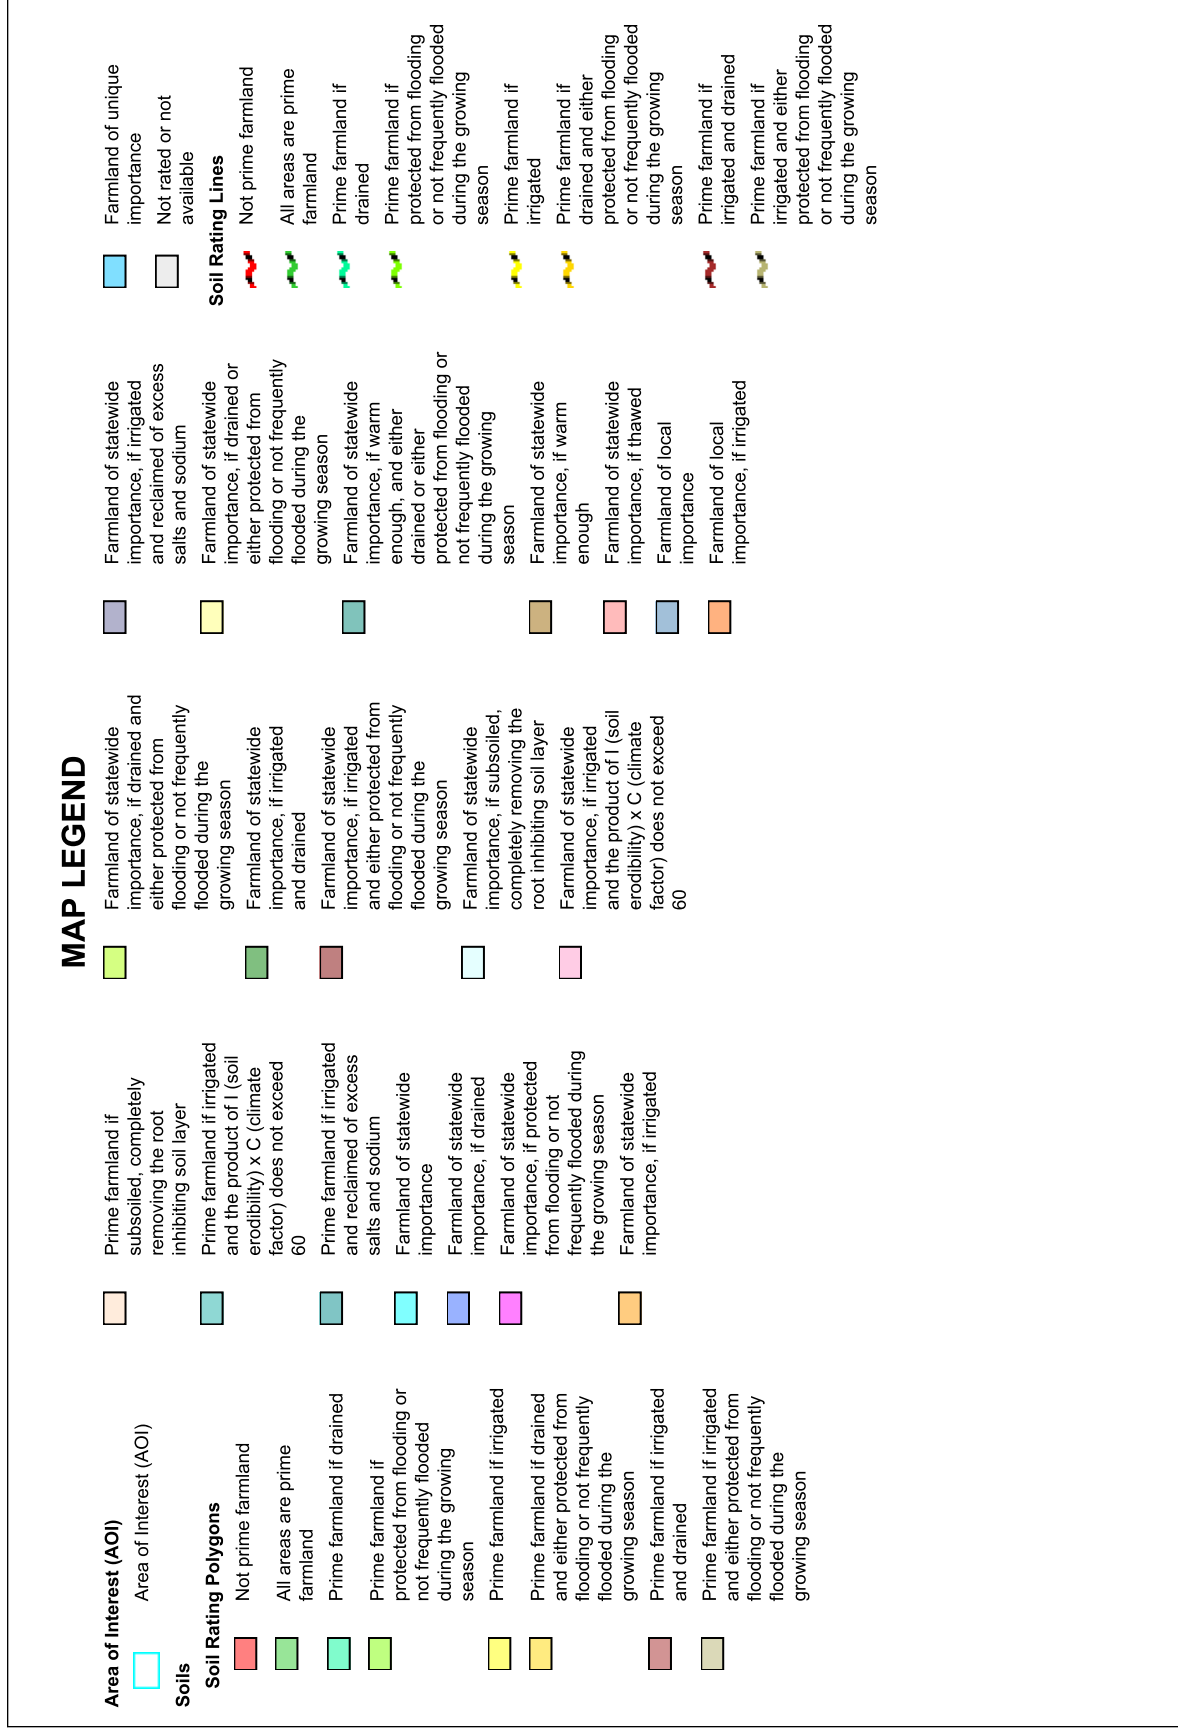 MAP LEGEND
Area of Interest (AOI)
Area of Interest (AOI)
Soils
Soil Rating Polygons
Not prime farmland
All areas are prime
farmland
Prime farmland if drained
Prime farmland if
protected from flooding or
not frequently flooded
during the growing
season
Prime farmland if irrigated
Prime farmland if drained
and either protected from
flooding or not frequently
flooded during the
growing season
Prime farmland if irrigated
and drained
Prime farmland if irrigated
and either protected from
flooding or not frequently
flooded during the
growing season
Prime farmland if
subsoiled, completely
removing the root
inhibiting soil layer
Prime farmland if irrigated
and the product of I (soil
erodibility) x C (climate
factor) does not exceed
60
Prime farmland if irrigated
and reclaimed of excess
salts and sodium
Farmland of statewide
importance
Farmland of statewide
importance, if drained
Farmland of statewide
importance, if protected
from flooding or not
frequently flooded during
the growing season
Farmland of statewide
importance, if irrigated
Farmland of statewide
importance, if drained and
either protected from
flooding or not frequently
flooded during the
growing season
Farmland of statewide
importance, if irrigated
and drained
Farmland of statewide
importance, if irrigated
and either protected from
flooding or not frequently
flooded during the
growing season
Farmland of statewide
importance, if subsoiled,
completely removing the
root inhibiting soil layer
Farmland of statewide
importance, if irrigated
and the product of I (soil
erodibility) x C (climate
factor) does not exceed
60
Farmland of statewide
importance, if irrigated
and reclaimed of excess
salts and sodium
Farmland of statewide
importance, if drained or
either protected from
flooding or not frequently
flooded during the
growing season
Farmland of statewide
importance, if warm
enough, and either
drained or either
protected from flooding or
not frequently flooded
during the growing
season
Farmland of statewide
importance, if warm
enough
Farmland of statewide
importance, if thawed
Farmland of local
importance
Farmland of local
importance, if irrigated
Farmland of unique
importance
Not rated or not
available
Soil Rating Lines
Not prime farmland
All areas are prime
farmland
Prime farmland if
drained
Prime farmland if
protected from flooding
or not frequently flooded
during the growing
season
Prime farmland if
irrigated
Prime farmland if
drained and either
protected from flooding
or not frequently flooded
during the growing
season
Prime farmland if
irrigated and drained
Prime farmland if
irrigated and either
protected from flooding
or not frequently flooded
during the growing
season